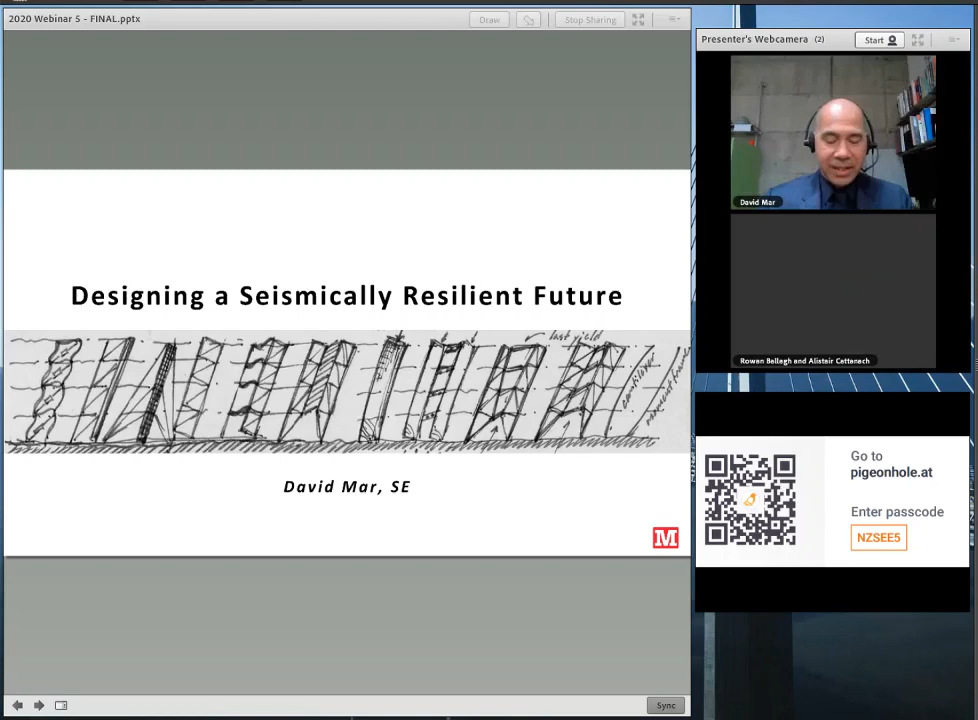 2020 Webinar 5 - FINAL.pptx
Draw
Stop Sharing
Designing a Seismically Resilient Future
last yield
cantilever
moment frame
David Mar, SE
M
Sync
Presenter's Webcamera (2)
Start
David Mar
Rowan Ballagh and Alistair Cattanach
Go to
pigeonhole.at
Enter passcode
NZSEE5